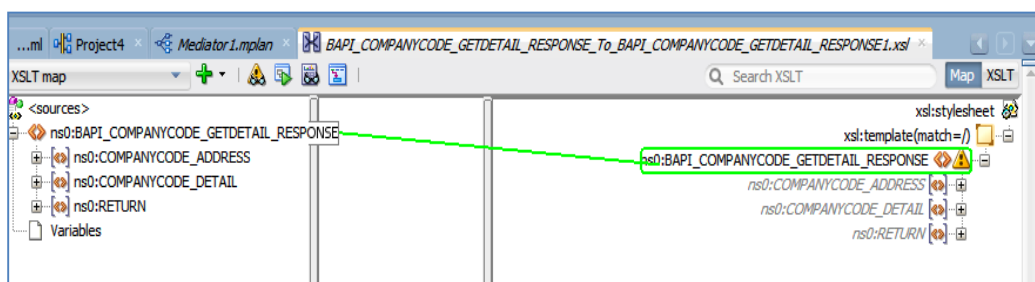 ...ml Project4 Mediator1.mplan BAPI_COMPANYCODE_GETDETAIL_RESPONSE_To_BAPI_COMPANYCODE_GETDETAIL_RESPONSE1.xsl
XSLT map Search XSLT Map XSLT
<sources> xsl:stylesheet
ns0:BAPI_COMPANYCODE_GETDETAIL_RESPONSE xsl:template(match=/)
ns0:BAPI_COMPANYCODE_GETDETAIL_RESPONSE
ns0:COMPANYCODE_ADDRESS ns0:COMPANYCODE_ADDRESS
ns0:COMPANYCODE_DETAIL ns0:COMPANYCODE_DETAIL
ns0:RETURN ns0:RETURN
Variables